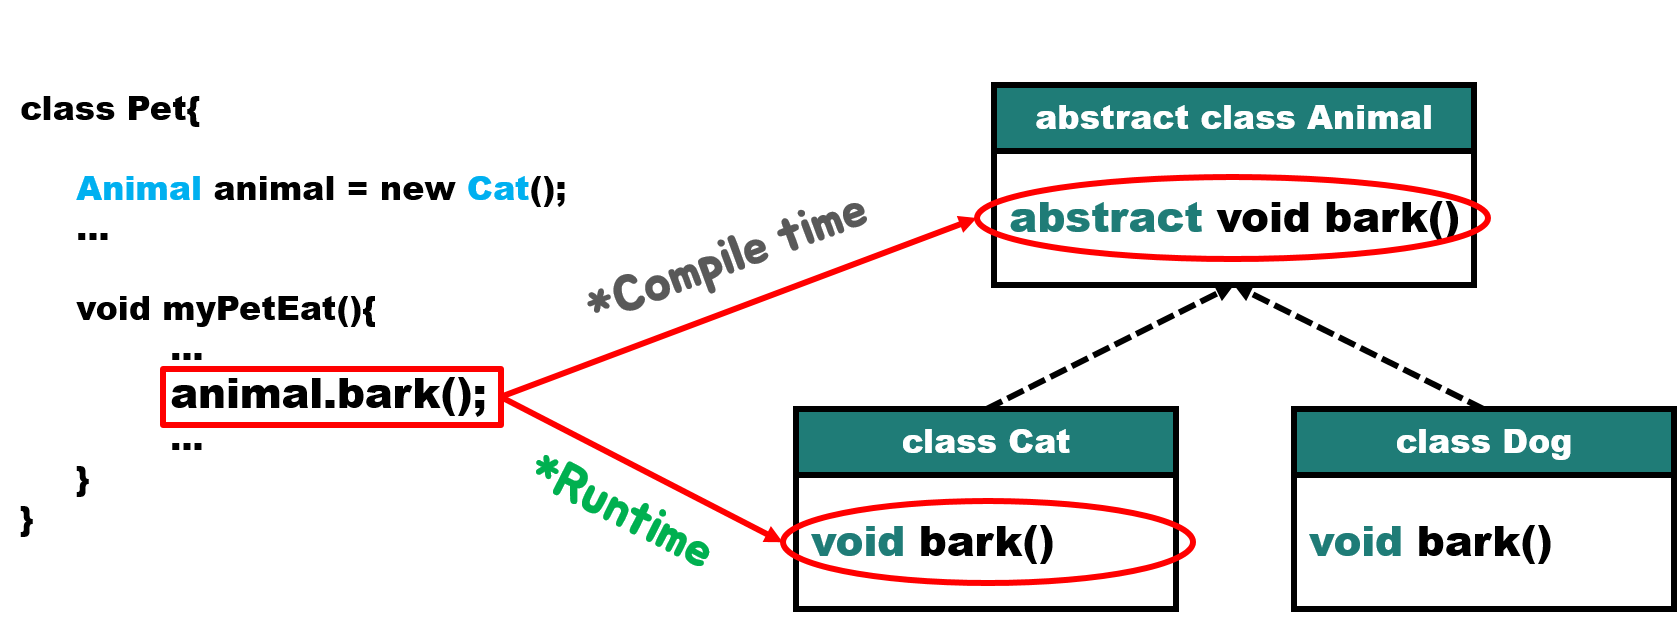 class Pet{
Animal animal = new Cat();
...
void myPetEat(){
...
animal.bark();
...
}
}
*Compile time
*Runtime
abstract class Animal
abstract void bark()
class Cat
void bark()
class Dog
void bark()